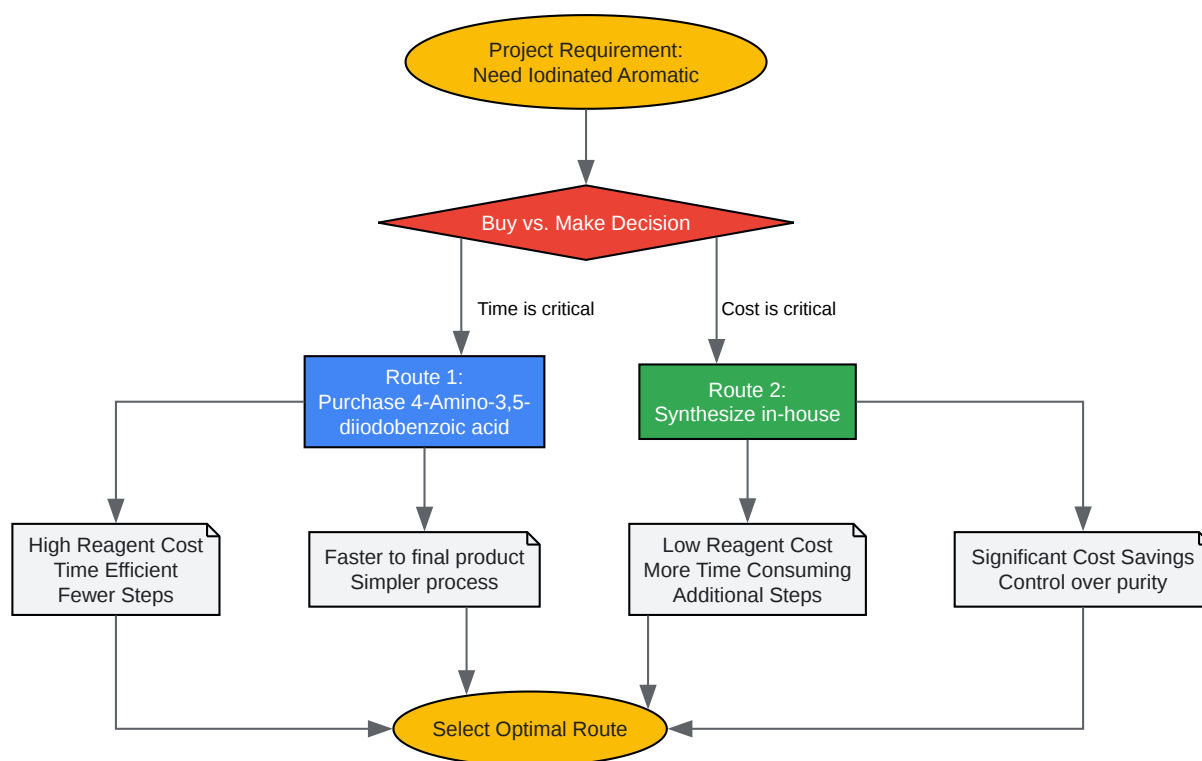 Project Requirement:
Need Iodinated Aromatic
Buy vs. Make Decision
Time is critical
Cost is critical
Route 1:
Purchase 4-Amino-3,5-
diiodobenzoic acid
Route 2:
Synthesize in-house
High Reagent Cost
Time Efficient
Fewer Steps
Faster to final product
Simpler process
Low Reagent Cost
More Time Consuming
Additional Steps
Significant Cost Savings
Control over purity
Select Optimal Route